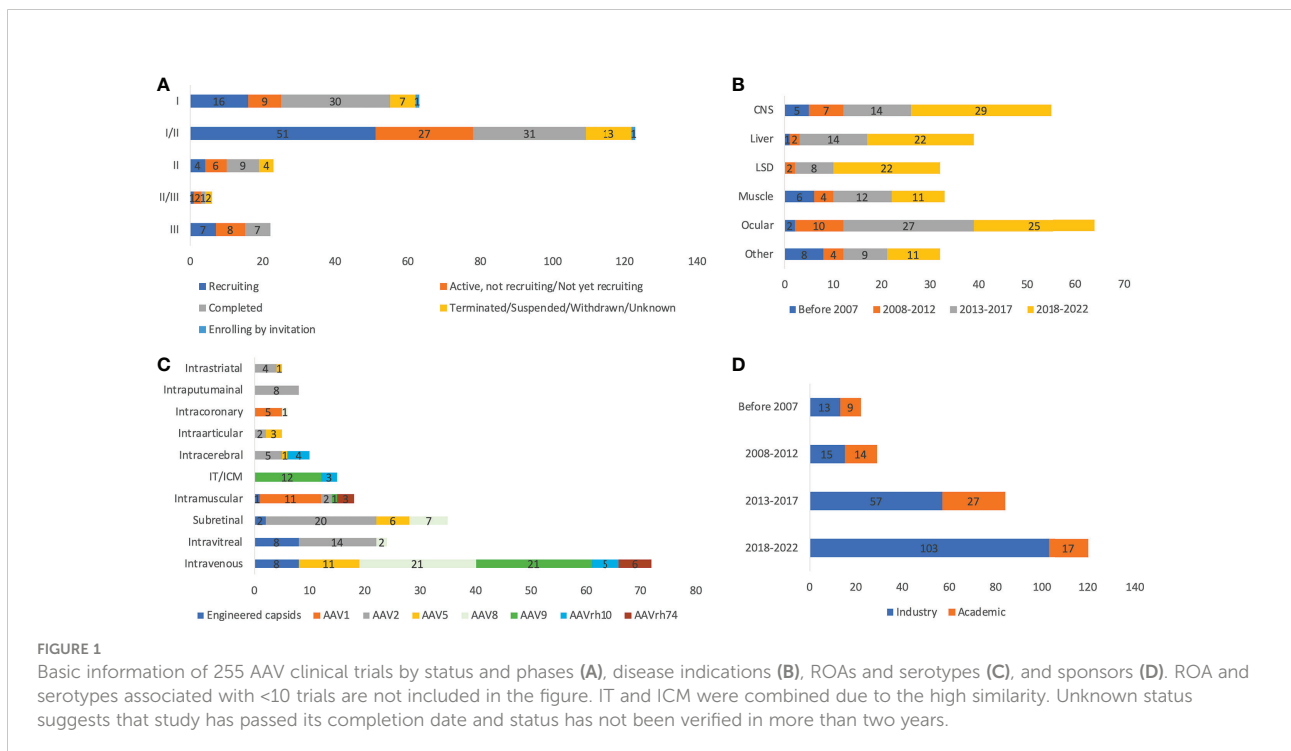 A
I 16 9 30 7 1
I/II 51 27 31 13 1
II 4 6 9 4
II/III 1 2 1 2
III 7 8 7
0 20 40 60 80 100 120 140
Recruiting Active, not recruiting/Not yet recruiting
Completed Terminated/Suspended/Withdrawn/Unknown
Enrolling by invitation
B
CNS 5 7 14 29
Liver 1 2 14 22
LSD 2 8 22
Muscle 6 4 12 11
Ocular 2 10 27 25
Other 8 4 9 11
0 10 20 30 40 50 60 70
Before 2007 2008-2012 2013-2017 2018-2022
C
Intrastriatal 4 1
Intraputumainal 8
Intracoronary 5 1
Intraarticular 2 3
Intracerebral 5 1 4
IT/ICM 12 3
Intramuscular 1 11 2 1 3
Subretinal 2 20 6 7
Intravitreal 8 14 2
Intravenous 8 11 21 21 5 6
0 10 20 30 40 50 60 70 80
Engineered capsids AAV1 AAV2 AAV5 AAV8 AAV9 AAVrh10 AAVrh74
D
Before 2007 13 9
2008-2012 15 14
2013-2017 57 27
2018-2022 103 17
0 20 40 60 80 100 120 140
Industry Academic
FIGURE 1
Basic information of 255 AAV clinical trials by status and phases (A), disease indications (B), ROAs and serotypes (C), and sponsors (D). ROA and
serotypes associated with <10 trials are not included in the figure. IT and ICM were combined due to the high similarity. Unknown status
suggests that study has passed its completion date and status has not been verified in more than two years.